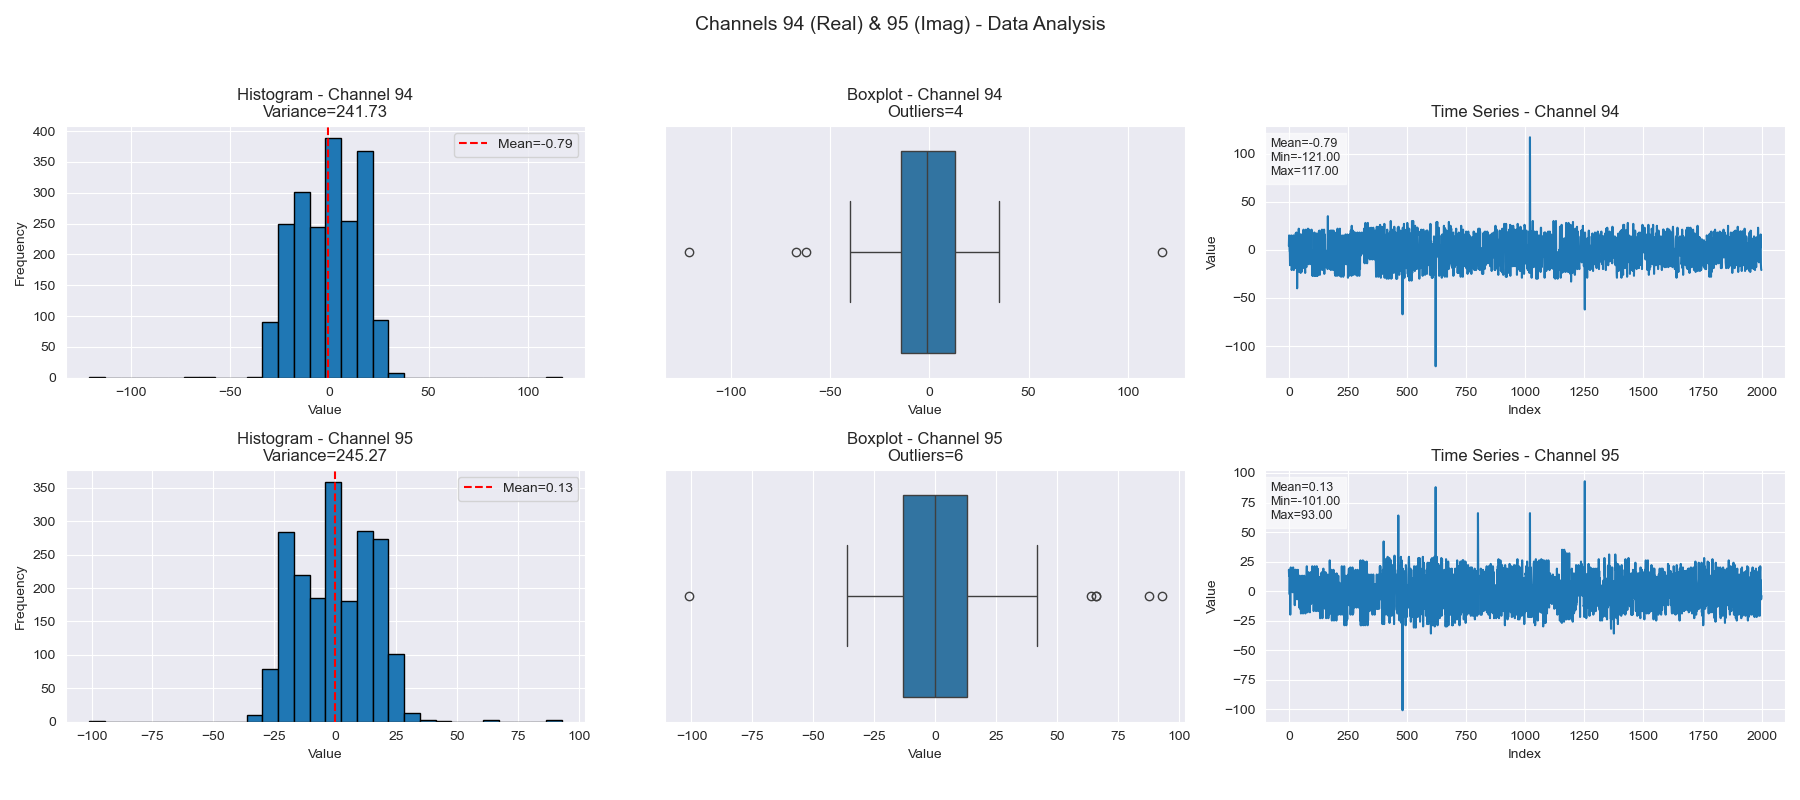 Channels 94 (Real) & 95 (Imag) - Data Analysis
Histogram - Channel 94
Variance=241.73
Mean=-0.79
Frequency
400
350
300
250
200
150
100
50
0
−100 −50 0 50 100
Value
Boxplot - Channel 94
Outliers=4
−100 −50 0 50 100
Value
Time Series - Channel 94
Mean=-0.79
Min=-121.00
Max=117.00
Value
100
50
0
−50
−100
0 250 500 750 1000 1250 1500 1750 2000
Index
Histogram - Channel 95
Variance=245.27
Mean=0.13
Frequency
350
300
250
200
150
100
50
0
−100 −75 −50 −25 0 25 50 75 100
Value
Boxplot - Channel 95
Outliers=6
−100 −75 −50 −25 0 25 50 75 100
Value
Time Series - Channel 95
Mean=0.13
Min=-101.00
Max=93.00
Value
100
75
50
25
0
−25
−50
−75
−100
0 250 500 750 1000 1250 1500 1750 2000
Index